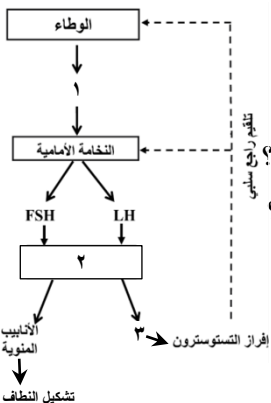 الوطاء
١
النخامة الأمامية
تلقيم راجع سلبي
؟
FSH
LH
٢
٣
إفراز التستوسترون
الأنابيب
المنوية
تشكيل النطاف